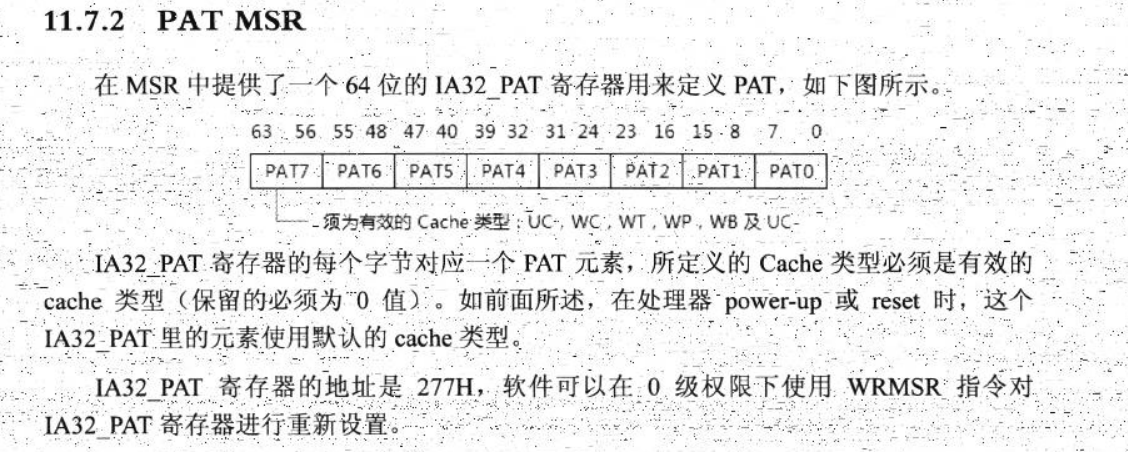 11.7.2 PAT MSR
在 MSR 中提供了一个 64 位的 IA32_PAT 寄存器用来定义 PAT，如下图所示。
63 56 55 48 47 40 39 32 31 24 23 16 15 8 7 0
PAT7 PAT6 PAT5 PAT4 PAT3 PAT2 PAT1 PAT0
须为有效的 Cache 类型：UC，WC，WT，WP，WB 及 UC-
IA32_PAT 寄存器的每个字节对应一个 PAT 元素，所定义的 Cache 类型必须是有效的
cache 类型（保留的必须为 0 值）。如前面所述，在处理器 power-up 或 reset 时，这个
IA32_PAT 里的元素使用默认的 cache 类型。
IA32_PAT 寄存器的地址是 277H，软件可以在 0 级权限下使用 WRMSR 指令对
IA32_PAT 寄存器进行重新设置。